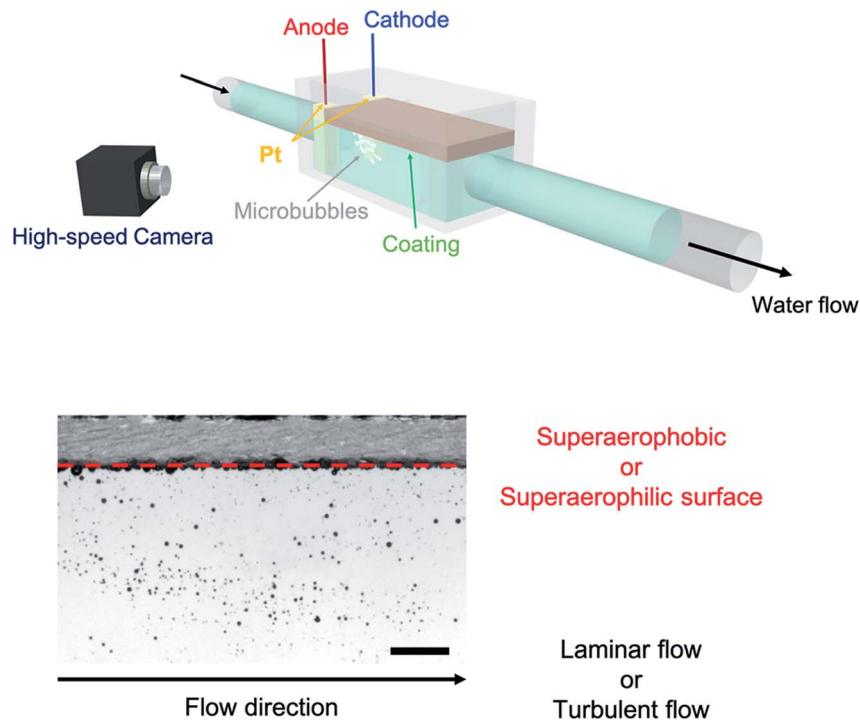 Anode
Cathode
Pt
Microbubbles
High-speed Camera
Coating
Water flow
Superaerophobic
or
Superaerophilic surface
Laminar flow
or
Turbulent flow
Flow direction